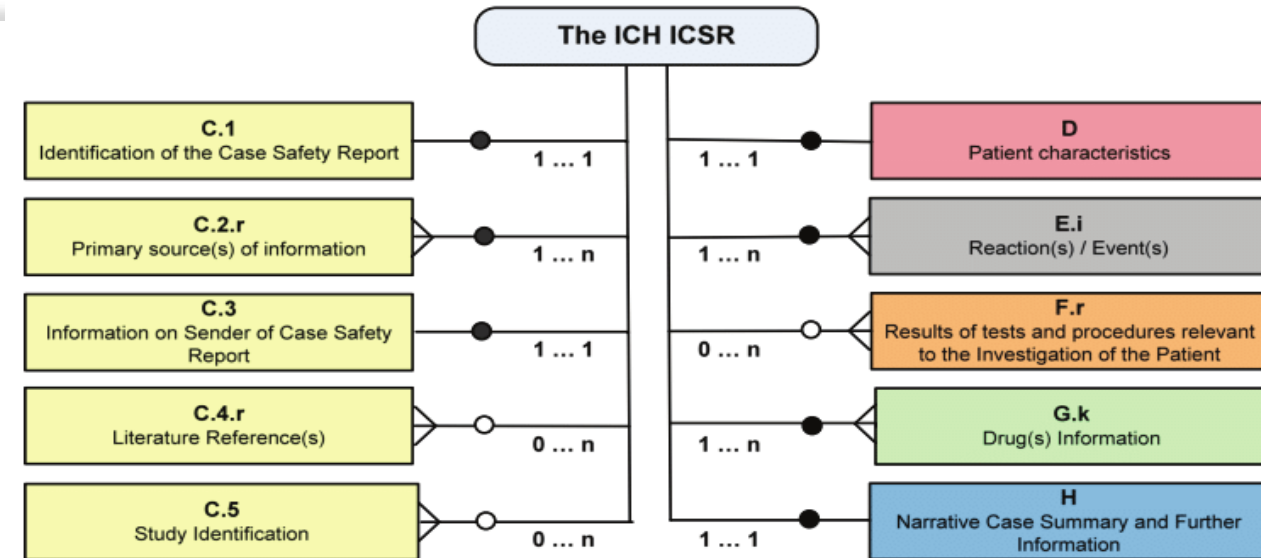 The ICH ICSR
C.1
Identification of the Case Safety Report
1 ... 1
C.2.r
Primary source(s) of information
1 ... n
C.3
Information on Sender of Case Safety
Report
1 ... 1
C.4.r
Literature Reference(s)
0 ... n
C.5
Study Identification
0 ... n
D
Patient characteristics
1 ... 1
E.i
Reaction(s) / Event(s)
1 ... n
F.r
Results of tests and procedures relevant
to the Investigation of the Patient
0 ... n
G.k
Drug(s) Information
1 ... n
H
Narrative Case Summary and Further
Information
1 ... 1